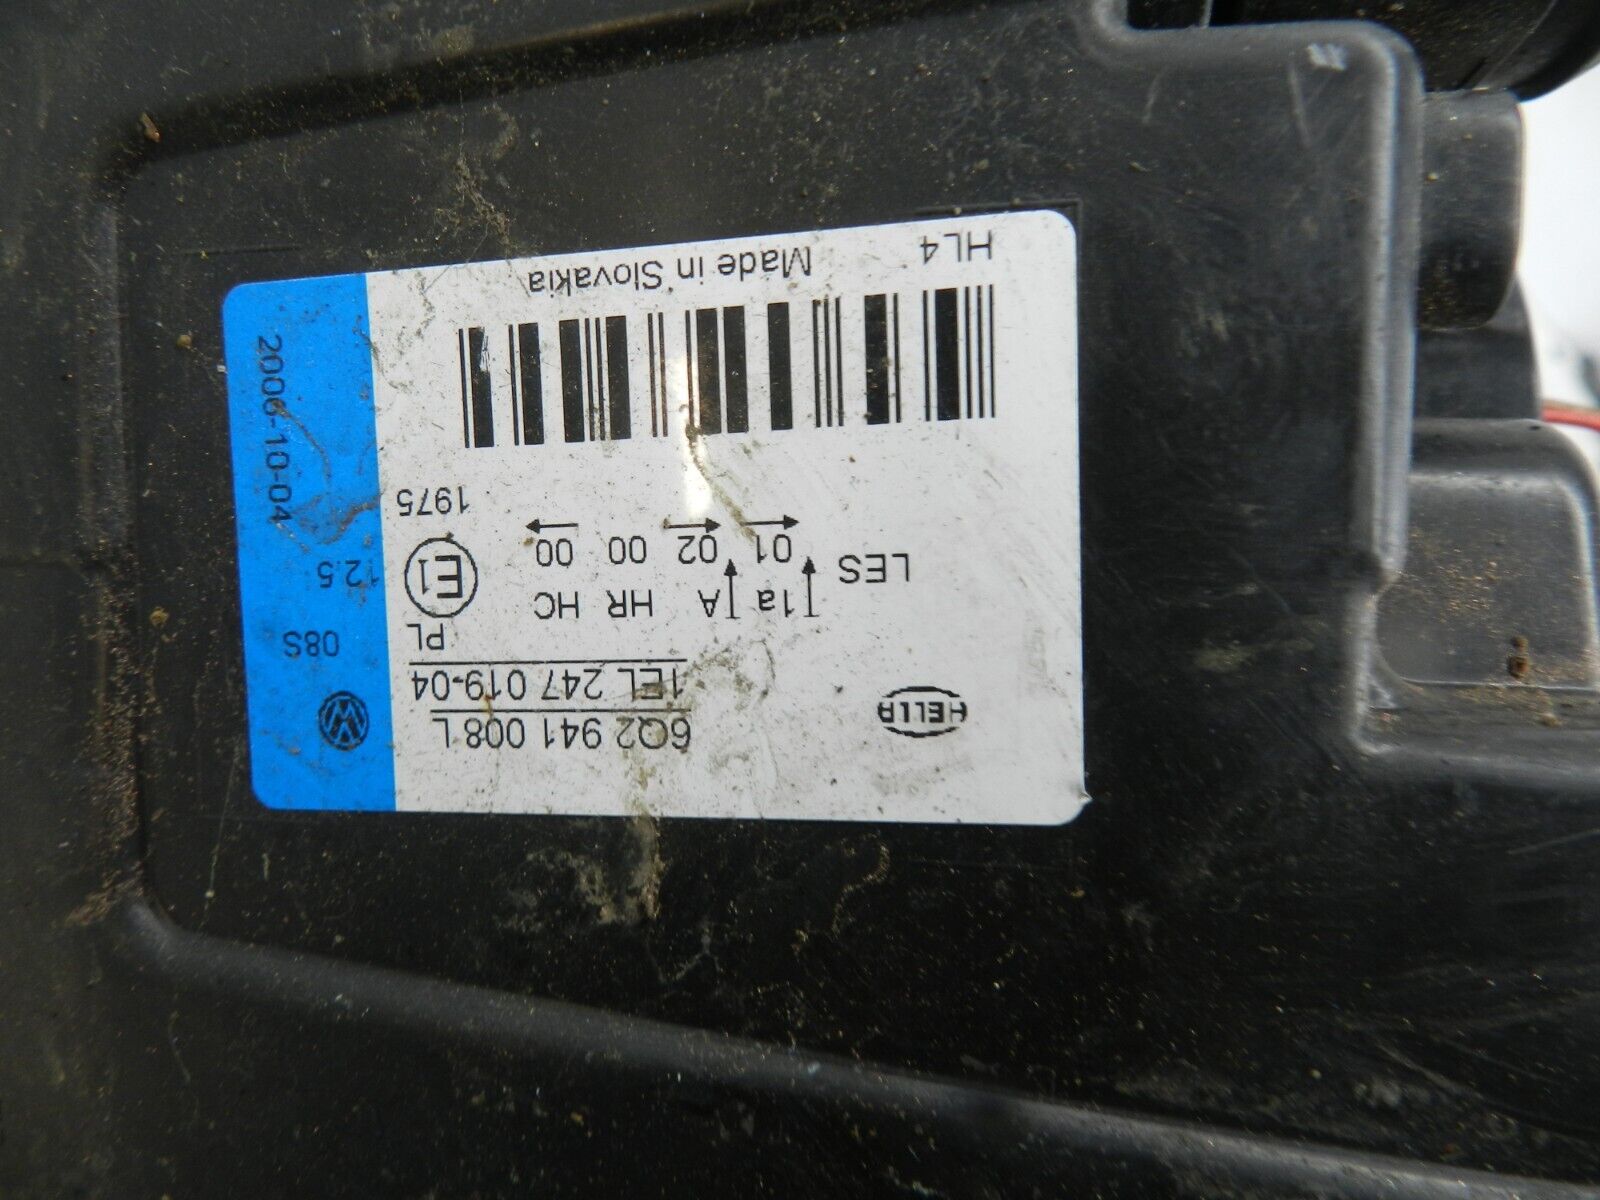 6Q2 941 008 L
HELLA
VW
1EL 247 019-04
PL
08S
1a A HR HC
E1
12.5
LES
01 02 00 00
1975
2006-10-04
HL4
Made in Slovakia